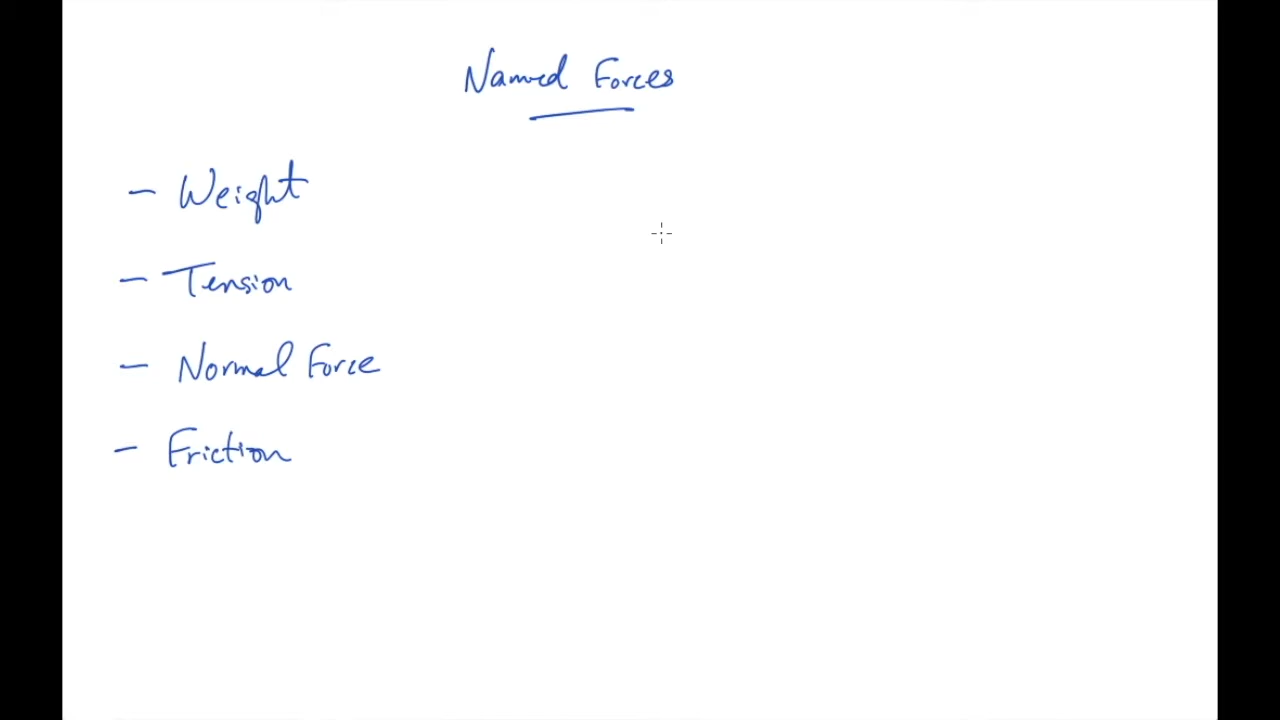 Named Forces
- Weight
- Tension
- Normal Force
- Friction